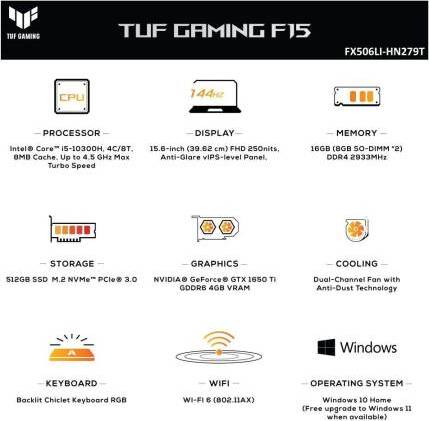 TUF GAMING
TUF GAMING F15
FX506LI-HN279T
CPU
144HZ
PROCESSOR
Intel® Core™ i5-10300H, 4C/8T,
8MB Cache, Up to 4.5 GHz Max
Turbo Speed
DISPLAY
15.6-inch (39.62 cm) FHD 250nits,
Anti-Glare vIPS-level Panel,
MEMORY
16GB (8GB SO-DIMM *2)
DDR4 2933MHz
STORAGE
512GB SSD M.2 NVMe™ PCIe® 3.0
GRAPHICS
NVIDIA® GeForce® GTX 1650 Ti
GDDR6 4GB VRAM
COOLING
Dual-Channel Fan with
Anti-Dust Technology
Windows
KEYBOARD
Backlit Chiclet Keyboard RGB
WIFI
Wi-Fi 6 (802.11AX)
OPERATING SYSTEM
Windows 10 Home
(Free upgrade to Windows 11
when available)